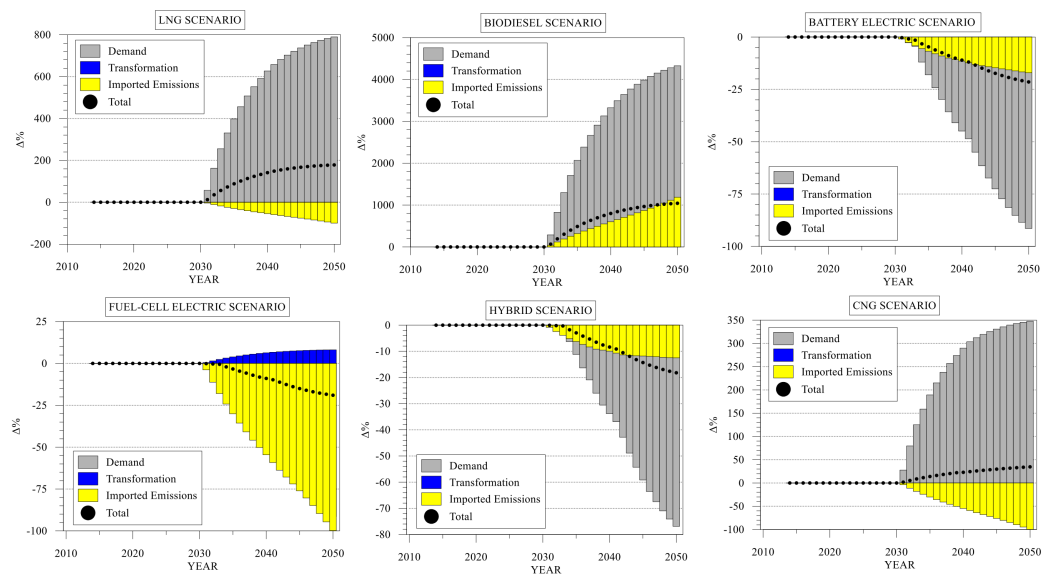 LNG SCENARIO
800
600
400
200
0
-200
Δ%
Demand
Transformation
Imported Emissions
Total
2010
2020
2030
2040
2050
YEAR
BIODIESEL SCENARIO
5000
4000
3000
2000
1000
0
Δ%
Demand
Transformation
Imported Emissions
Total
2010
2020
2030
2040
2050
YEAR
BATTERY ELECTRIC SCENARIO
0
-25
-50
-75
-100
Δ%
Demand
Transformation
Imported Emissions
Total
2010
2020
2030
2040
2050
YEAR
FUEL-CELL ELECTRIC SCENARIO
25
0
-25
-50
-75
-100
Δ%
Demand
Transformation
Imported Emissions
Total
2010
2020
2030
2040
2050
YEAR
HYBRID SCENARIO
0
-10
-20
-30
-40
-50
-60
-70
-80
Δ%
Demand
Transformation
Imported Emissions
Total
2010
2020
2030
2040
2050
YEAR
CNG SCENARIO
350
300
250
200
150
100
50
0
-50
-100
Δ%
Demand
Transformation
Imported Emissions
Total
2010
2020
2030
2040
2050
YEAR